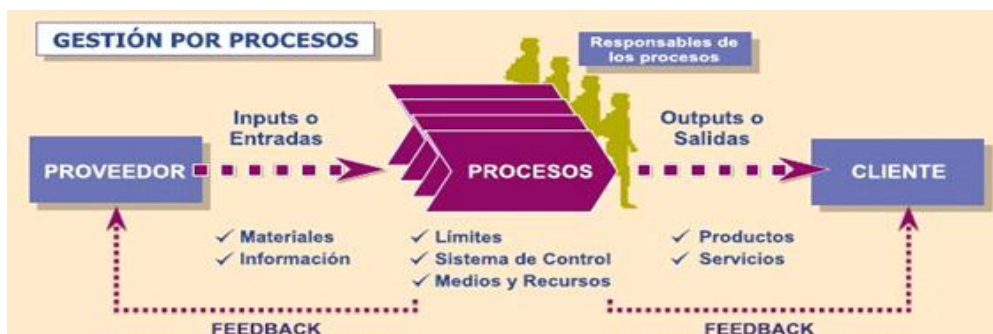 GESTIÓN POR PROCESOS
Responsables de
los procesos
Inputs o
Entradas
Outputs o
Salidas
PROVEEDOR
PROCESOS
CLIENTE
✓ Materiales
✓ Información
✓ Límites
✓ Sistema de Control
✓ Medios y Recursos
✓ Productos
✓ Servicios
FEEDBACK
FEEDBACK